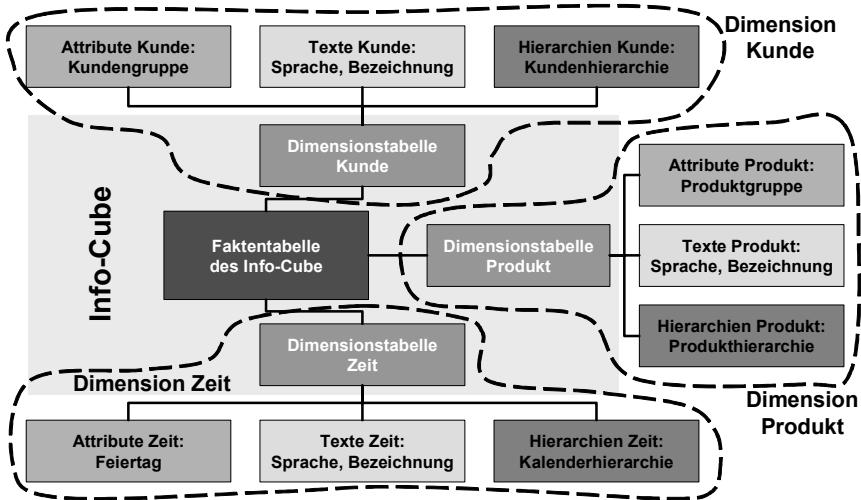 Attribute Kunde:
Kundengruppe
Texte Kunde:
Sprache, Bezeichnung
Hierarchien Kunde:
Kundenhierarchie
Dimension
Kunde
Dimensionstabelle
Kunde
Attribute Produkt:
Produktgruppe
Info-Cube
Faktentabelle
des Info-Cube
Dimensionstabelle
Produkt
Texte Produkt:
Sprache, Bezeichnung
Hierarchien Produkt:
Produkthierarchie
Dimensionstabelle
Zeit
Dimension Zeit
Dimension
Produkt
Attribute Zeit:
Feiertag
Texte Zeit:
Sprache, Bezeichnung
Hierarchien Zeit:
Kalenderhierarchie